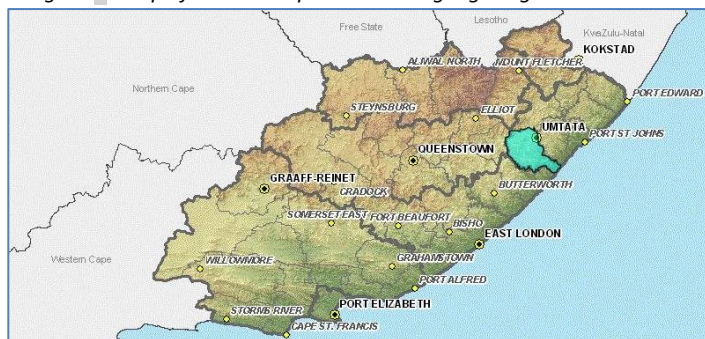 Free State
Lesotho
KwaZulu-Natal
KOKSTAD
ALIWAL NORTH
MOUNT FLETCHER
Northern Cape
PORT EDWARD
STEYNSBURG
ELLIOT
UMTATA
PORT ST JOHNS
QUEENSTOWN
GRAAFF-REINET
CRADOCK
BUTTERWORTH
SOMERSET EAST
FORT BEAUFORT
BISHO
EAST LONDON
Western Cape
WILLOWMORE
GRAHAMSTOWN
PORT ALFRED
STORMS RIVER
PORT ELIZABETH
CAPE ST. FRANCIS